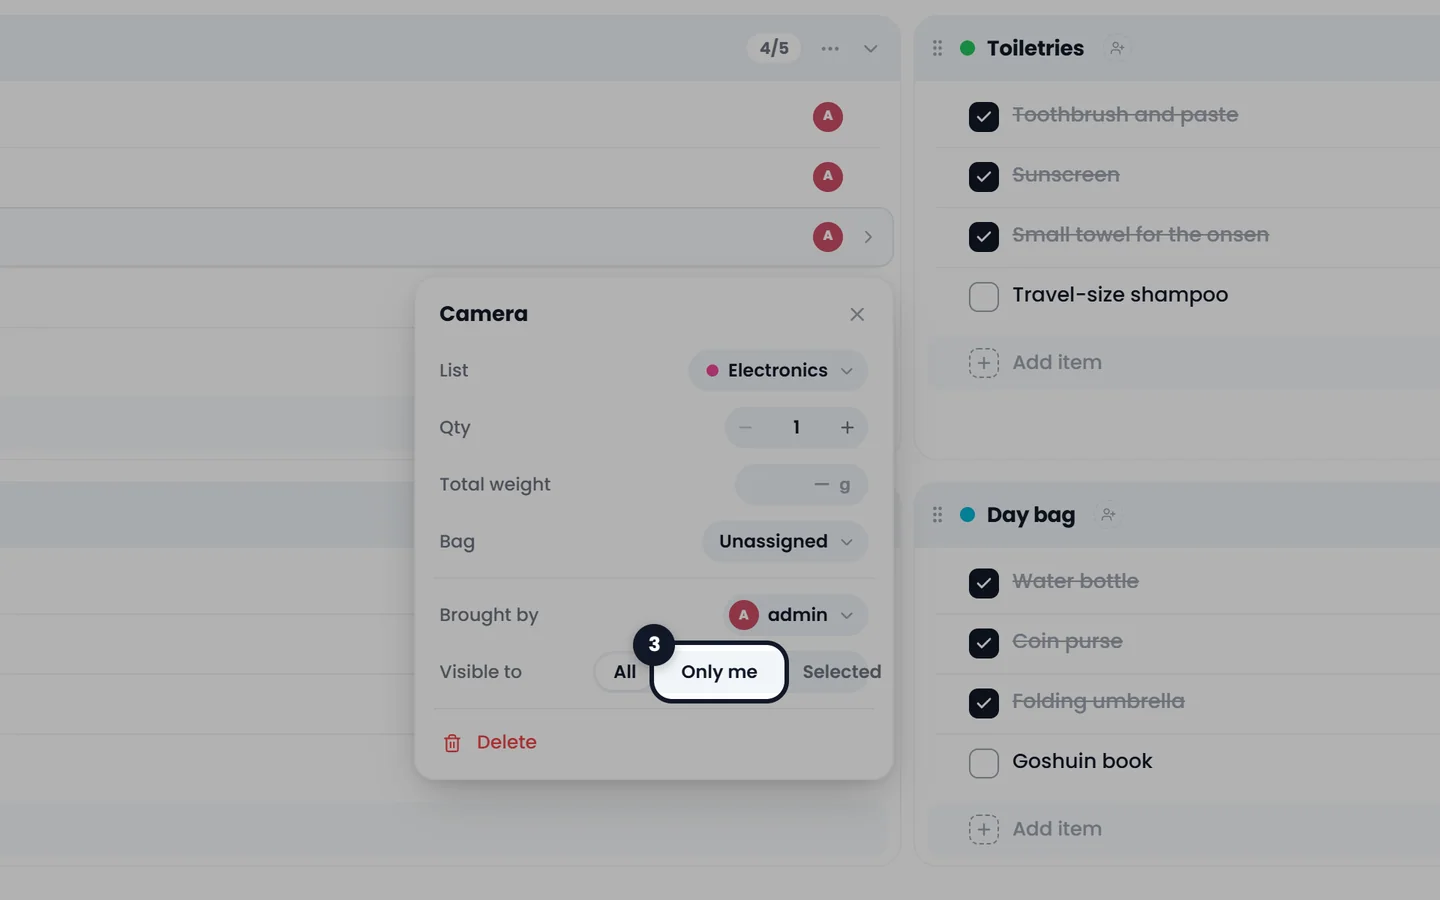 4/5
A
A
A
Camera
List
Electronics
Qty
1
Total weight
— g
Bag
Unassigned
Brought by
A admin
3
Visible to
All
Only me
Selected
Delete
Toiletries
Toothbrush and paste
Sunscreen
Small towel for the onsen
Travel-size shampoo
Add item
Day bag
Water bottle
Coin purse
Folding umbrella
Goshuin book
Add item